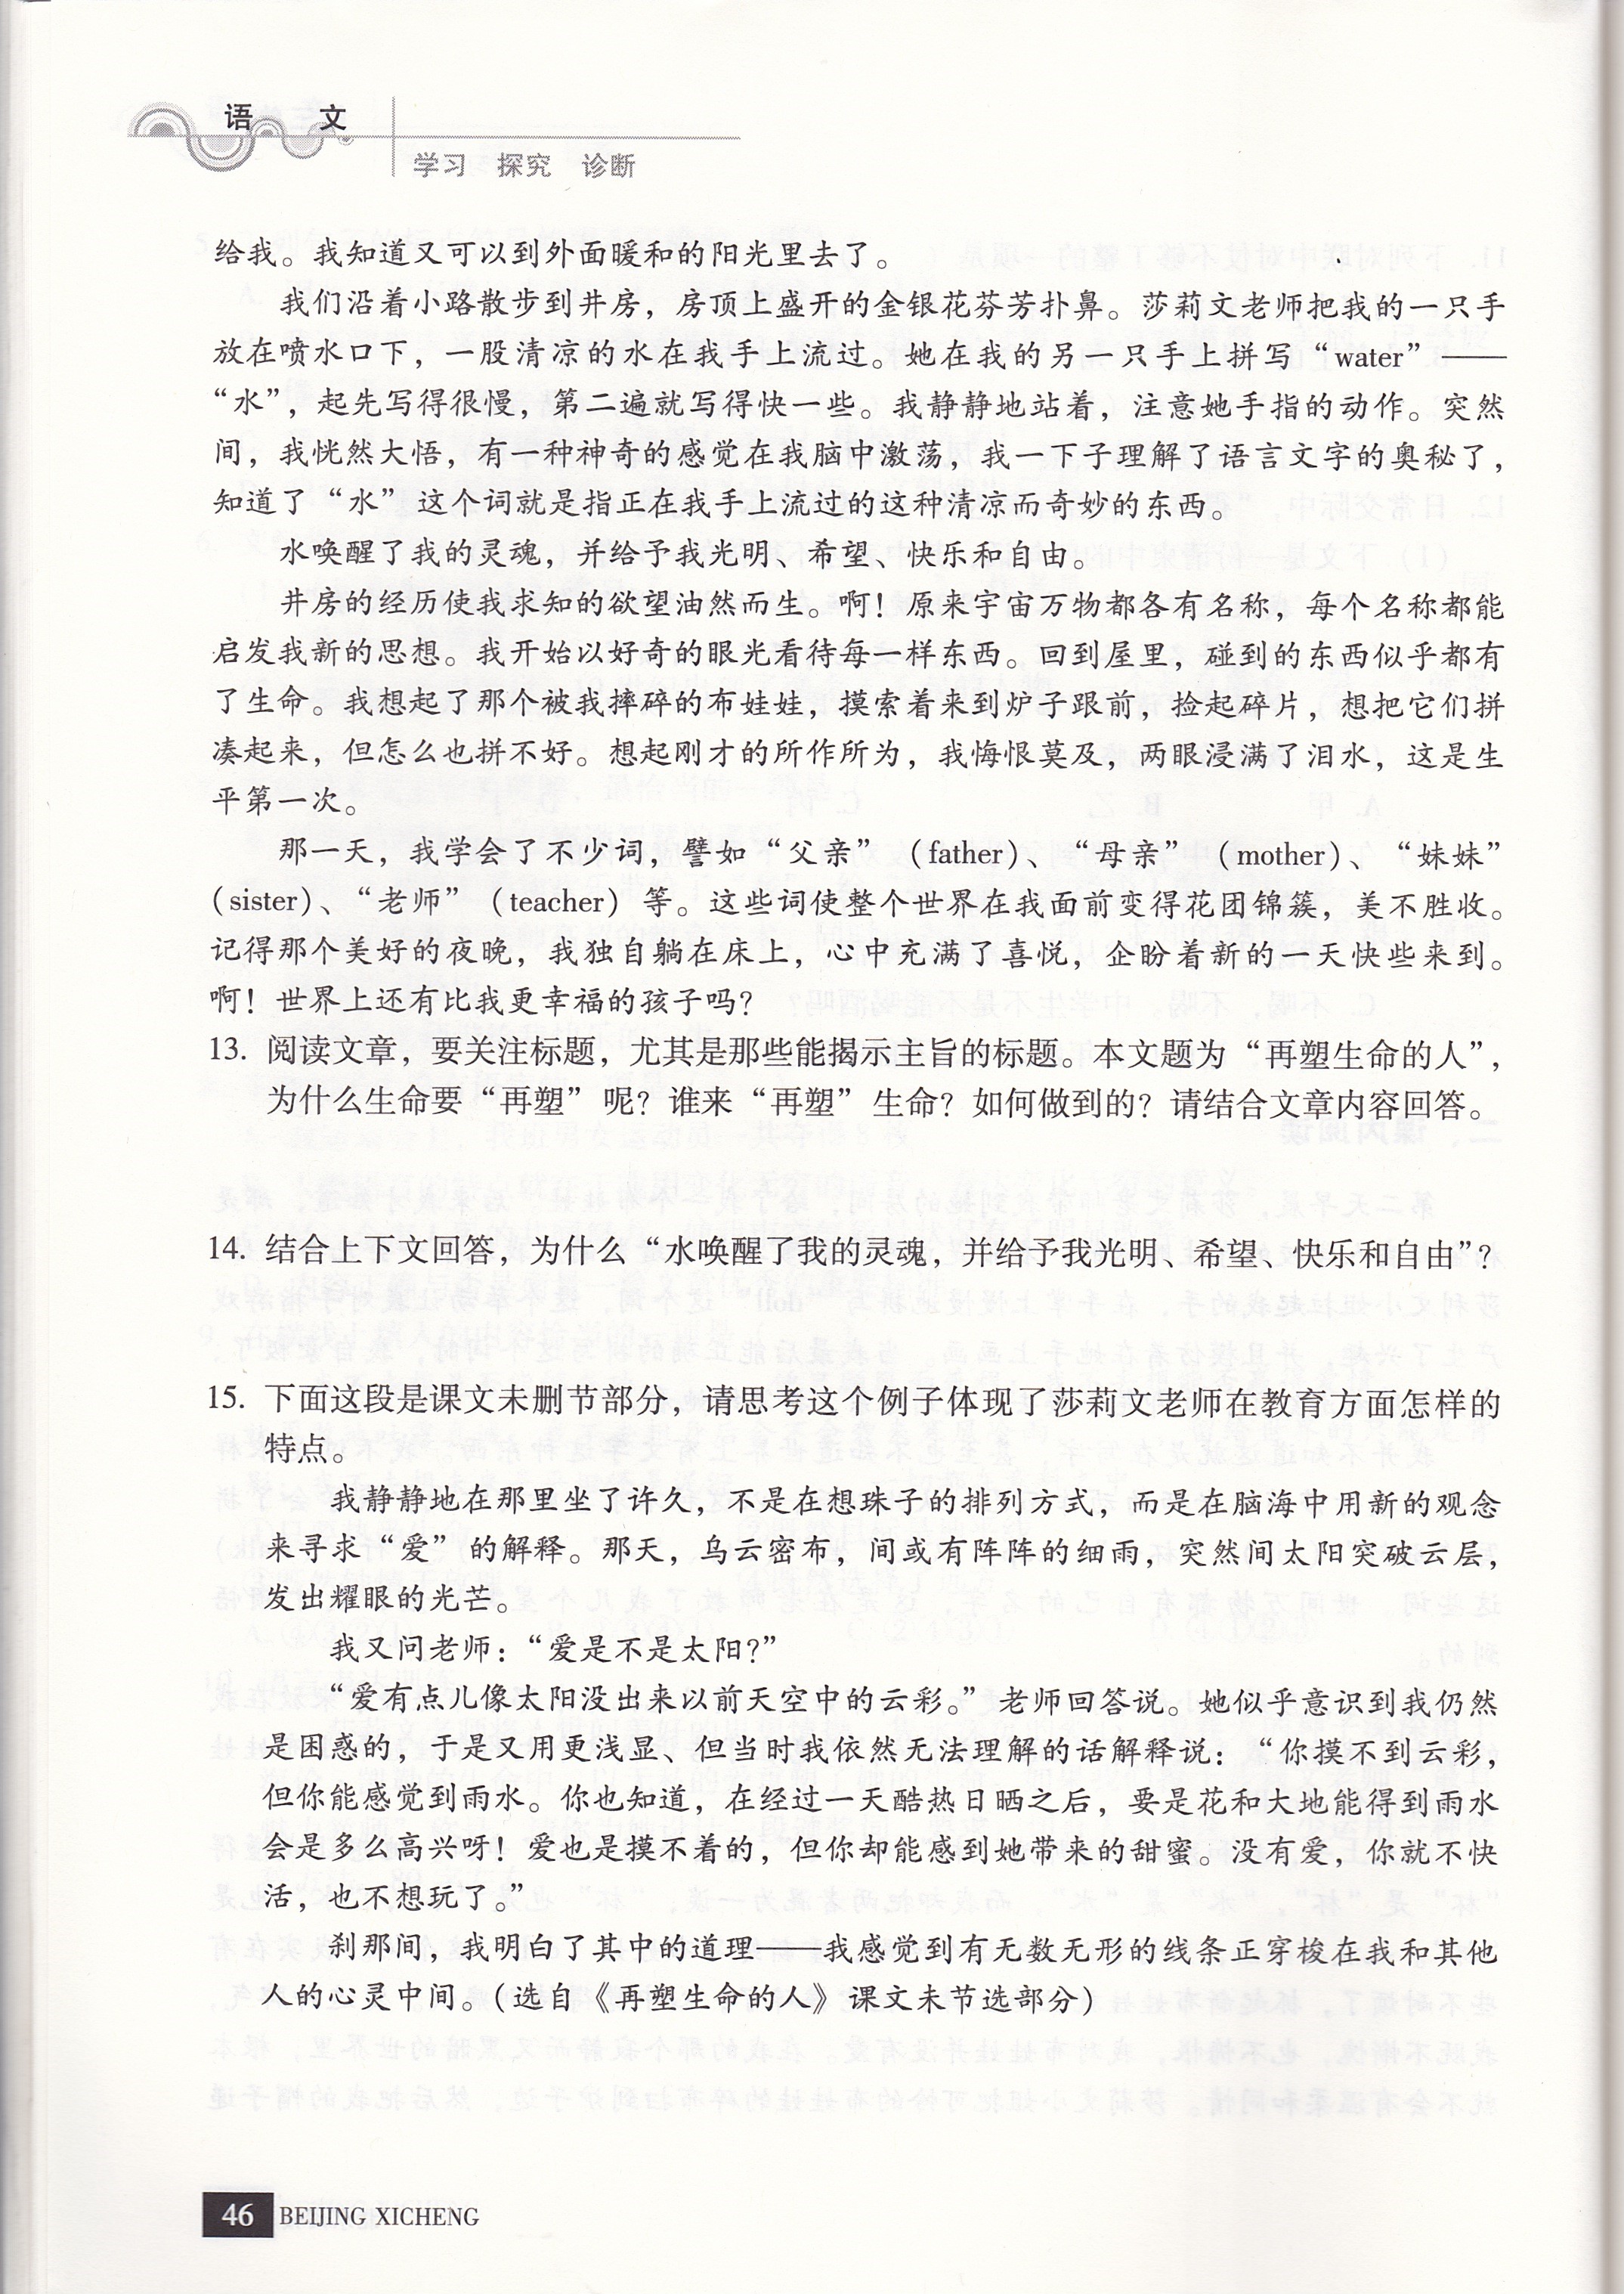 语 文
学习 探究 诊断
给我。我知道又可以到外面暖和的阳光里去了。
我们沿着小路散步到井房，房顶上盛开的金银花芬芳扑鼻。莎莉文老师把我的一只手
放在喷水口下，一股清凉的水在我手上流过。她在我的另一只手上拼写“water”——
“水”，起先写得很慢，第二遍就写得快一些。我静静地站着，注意她手指的动作。突然
间，我恍然大悟，有一种神奇的感觉在我脑中激荡，我一下子理解了语言文字的奥秘了，
知道了“水”这个词就是指正在我手上流过的这种清凉而奇妙的东西。
水唤醒了我的灵魂，并给予我光明、希望、快乐和自由。
井房的经历使我求知的欲望油然而生。啊！原来宇宙万物都各有名称，每个名称都能
启发我新的思想。我开始以好奇的眼光看待每一样东西。回到屋里，碰到的东西似乎都有
了生命。我想起了那个被我摔碎的布娃娃，摸索着来到炉子跟前，捡起碎片，想把它们拼
凑起来，但怎么也拼不好。想起刚才的所作所为，我悔恨莫及，两眼浸满了泪水，这是生
平第一次。
那一天，我学会了不少词，譬如“父亲”（father）、“母亲”（mother）、“妹妹”
（sister）、“老师”（teacher）等。这些词使整个世界在我面前变得花团锦簇，美不胜收。
记得那个美好的夜晚，我独自躺在床上，心中充满了喜悦，企盼着新的一天快些来到。
啊！世界上还有比我更幸福的孩子吗？
13. 阅读文章，要关注标题，尤其是那些能揭示主旨的标题。本文题为“再塑生命的人”，
为什么生命要“再塑”呢？谁来“再塑”生命？如何做到的？请结合文章内容回答。
14. 结合上下文回答，为什么“水唤醒了我的灵魂，并给予我光明、希望、快乐和自由”？
15. 下面这段是课文未删节部分，请思考这个例子体现了莎莉文老师在教育方面怎样的
特点。
我静静地在那里坐了许久，不是在想珠子的排列方式，而是在脑海中用新的观念
来寻求“爱”的解释。那天，乌云密布，间或有阵阵的细雨，突然间太阳突破云层，
发出耀眼的光芒。
我又问老师：“爱是不是太阳？”
“爱有点儿像太阳没出来以前天空中的云彩。”老师回答说。她似乎意识到我仍然
是困惑的，于是又用更浅显、但当时我依然无法理解的话解释说：“你摸不到云彩，
但你能感觉到雨水。你也知道，在经过一天酷热日晒之后，要是花和大地能得到雨水
会是多么高兴呀！爱也是摸不着的，但你却能感到她带来的甜蜜。没有爱，你就不快
活，也不想玩了。”
刹那间，我明白了其中的道理——我感觉到有无数无形的线条正穿梭在我和其他
人的心灵中间。（选自《再塑生命的人》课文未节选部分）
46 BEIJING XICHENG